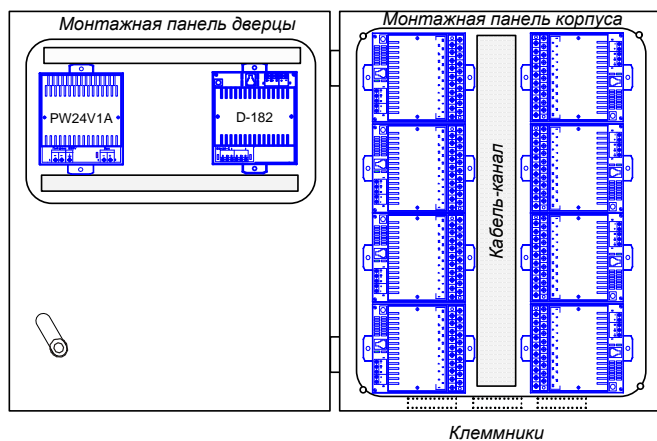 Монтажная панель дверцы
Монтажная панель корпуса
PW24V1A
D-182
Кабель-канал
Клеммники